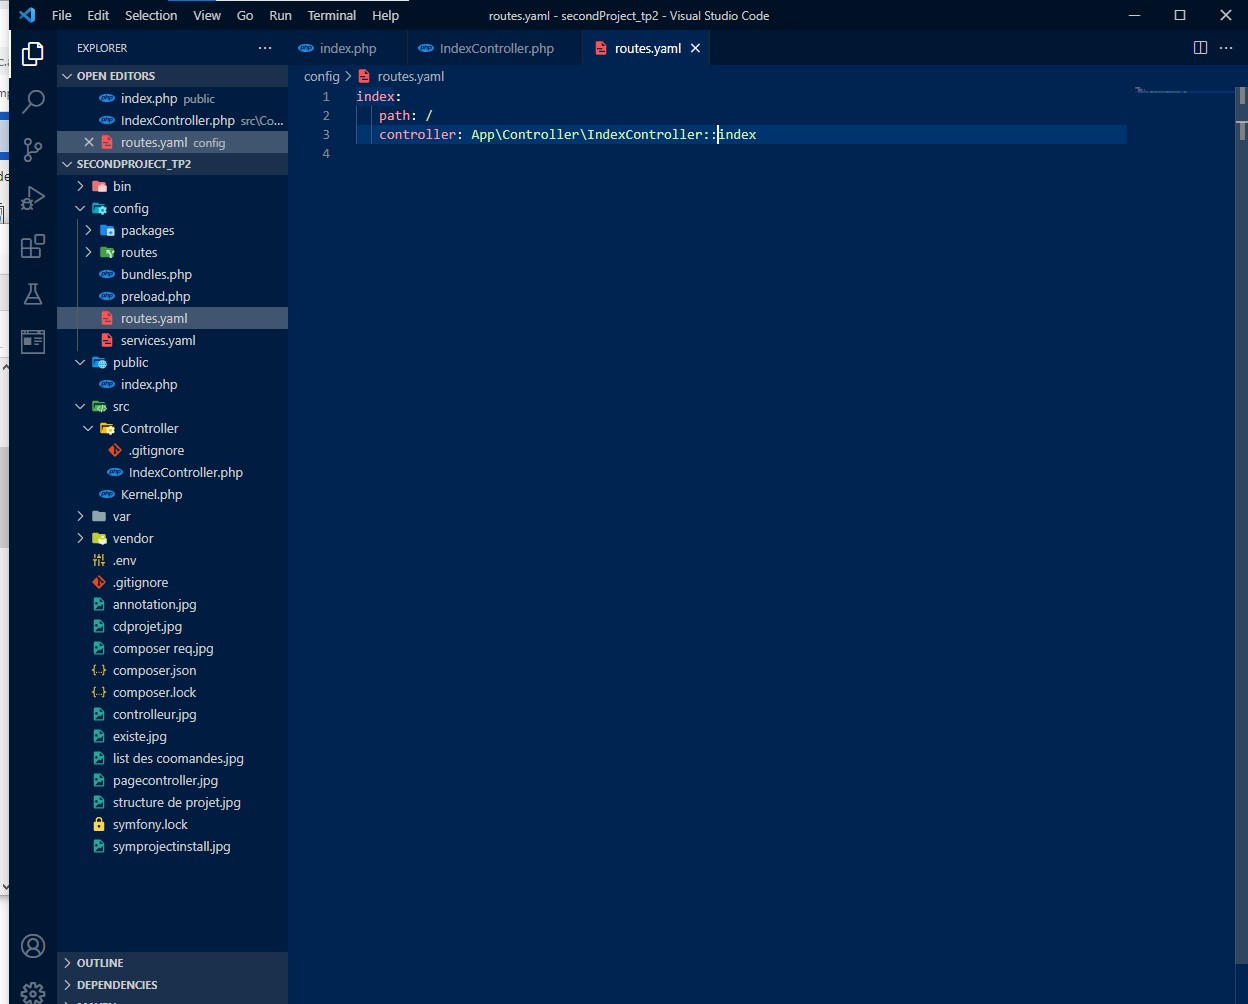 File Edit Selection View Go Run Terminal Help
routes.yaml - secondProject_tp2 - Visual Studio Code
EXPLORER
index.php
IndexController.php
routes.yaml
OPEN EDITORS
index.php public
IndexController.php src\Co...
routes.yaml config
SECONDPROJECT_TP2
bin
config
packages
routes
bundles.php
preload.php
routes.yaml
services.yaml
public
index.php
src
Controller
.gitignore
IndexController.php
Kernel.php
var
vendor
.env
.gitignore
annotation.jpg
cdprojet.jpg
composer req.jpg
composer.json
composer.lock
controlleur.jpg
existe.jpg
list des coomandes.jpg
pagecontroller.jpg
structure de projet.jpg
symfony.lock
symprojectinstall.jpg
OUTLINE
DEPENDENCIES
config > routes.yaml
1 index:
2 path: /
3 controller: App\Controller\IndexController::index
4